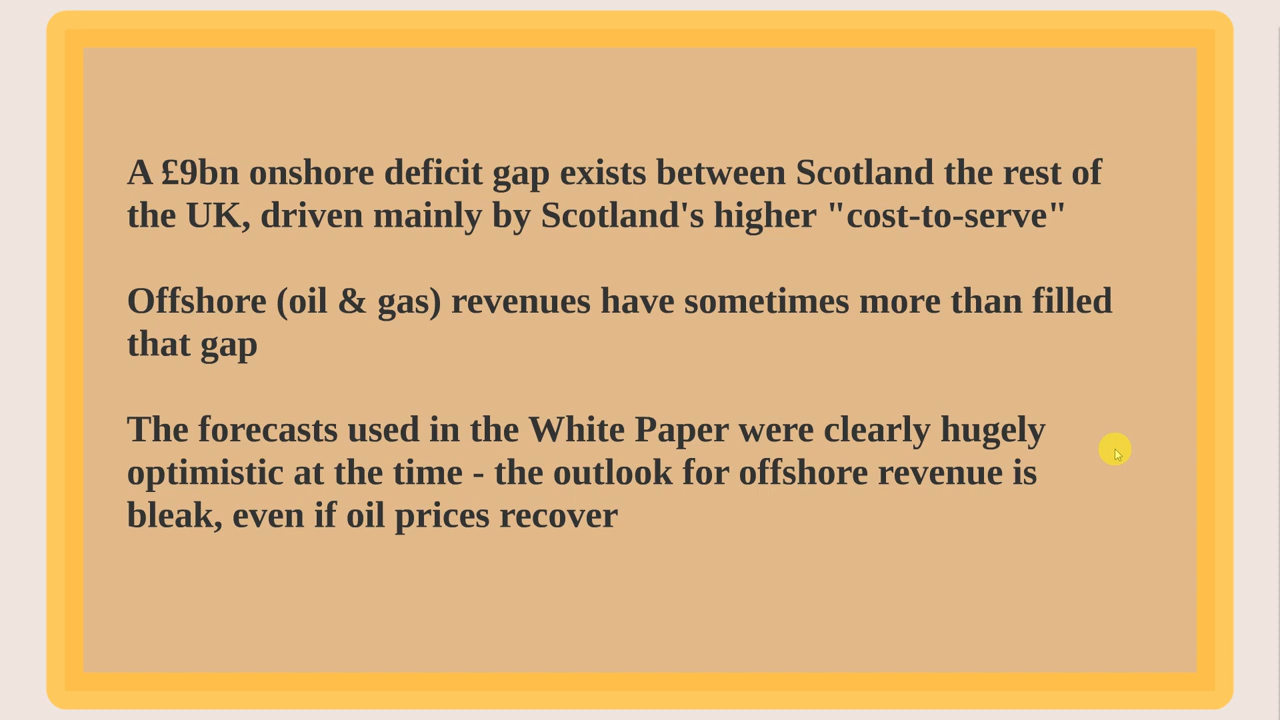 A £9bn onshore deficit gap exists between Scotland the rest of
the UK, driven mainly by Scotland's higher "cost-to-serve"
Offshore (oil & gas) revenues have sometimes more than filled
that gap
The forecasts used in the White Paper were clearly hugely
optimistic at the time - the outlook for offshore revenue is
bleak, even if oil prices recover